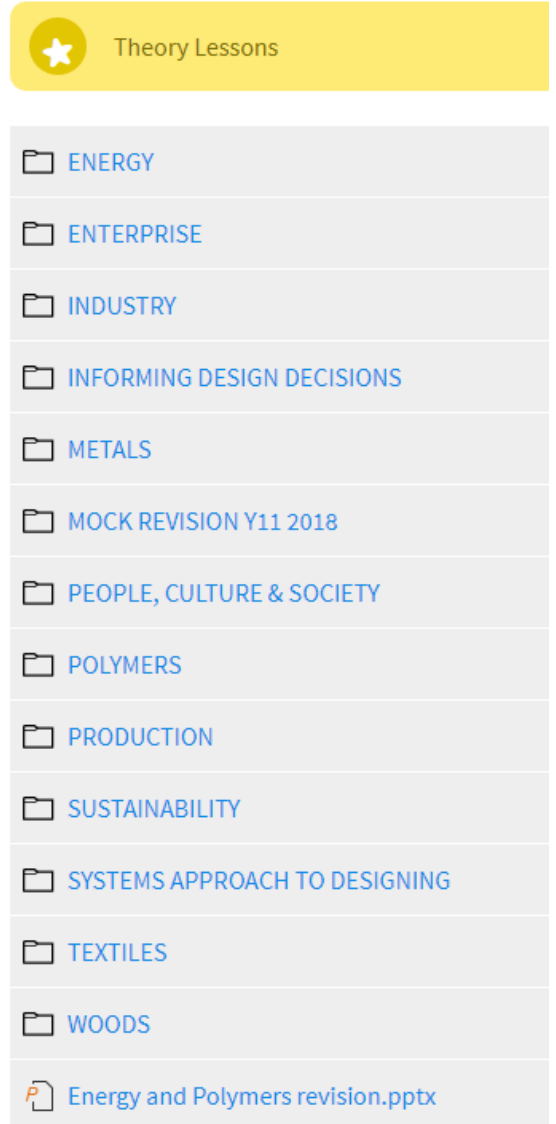 Theory Lessons
ENERGY
ENTERPRISE
INDUSTRY
INFORMING DESIGN DECISIONS
METALS
MOCK REVISION Y11 2018
PEOPLE, CULTURE & SOCIETY
POLYMERS
PRODUCTION
SUSTAINABILITY
SYSTEMS APPROACH TO DESIGNING
TEXTILES
WOODS
P Energy and Polymers revision.pptx